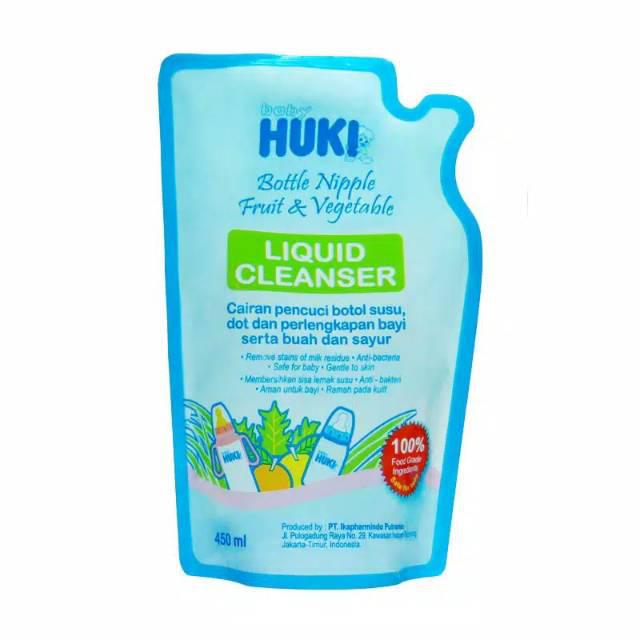 baby
HUKI
Bottle Nipple
Fruit & Vegetable
LIQUID
CLEANSER
Cairan pencuci botol susu,
dot dan perlengkapan bayi
serta buah dan sayur
• Remove stains of milk residue • Anti-bacteria
• Safe for baby • Gentle to skin
• Membersihkan sisa lemak susu • Anti - bakteri
• Aman untuk bayi • Ramah pada kulit
HUKI
HUKI
100%
Food Grade
Ingredients
450 ml
Produced by : PT. Ikapharmindo
Jl. Pulogadung Raya No. 29, Kawasan
Jakarta-Timur, Indonesia.